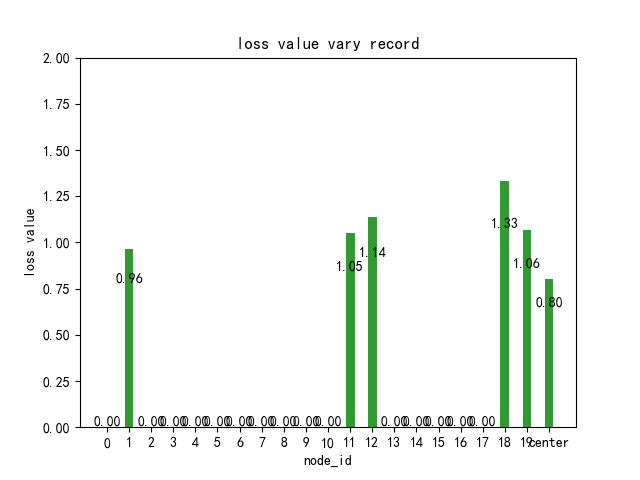 loss value vary record
2.00
1.75
1.50
1.25
1.00
0.75
0.50
0.25
0.00
loss value
0.00 0.96 0.00 0.00 0.00 0.00 0.00 0.00 0.00 0.00 0.00 1.05 1.14 0.00 0.00 0.00 0.00 0.00 1.33 1.06 0.80
0 1 2 3 4 5 6 7 8 9 10 11 12 13 14 15 16 17 18 19 center
node_id